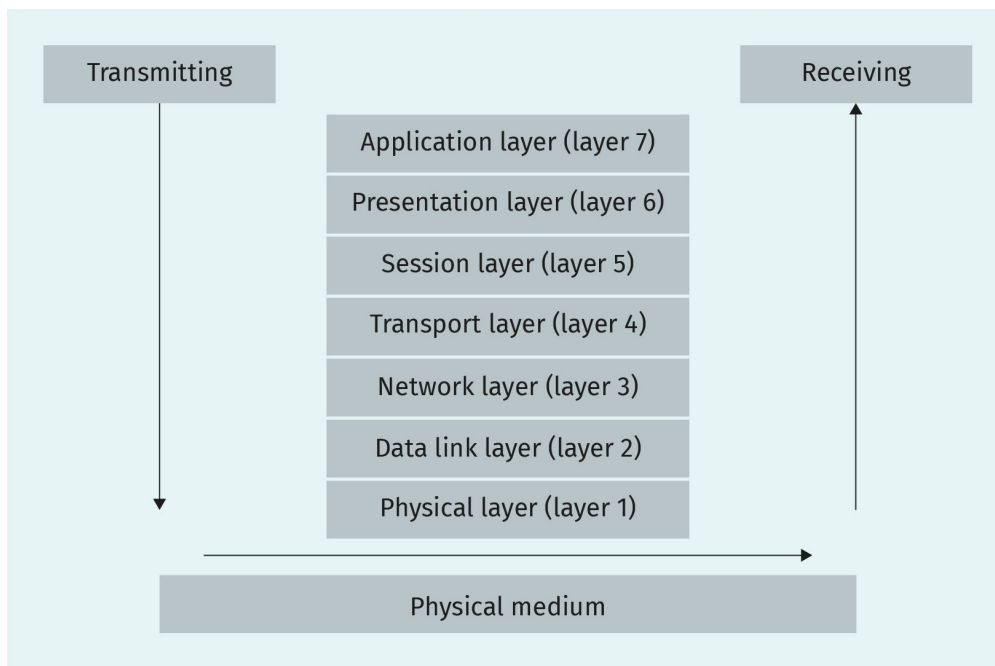 Transmitting
Receiving
Application layer (layer 7)
Presentation layer (layer 6)
Session layer (layer 5)
Transport layer (layer 4)
Network layer (layer 3)
Data link layer (layer 2)
Physical layer (layer 1)
Physical medium